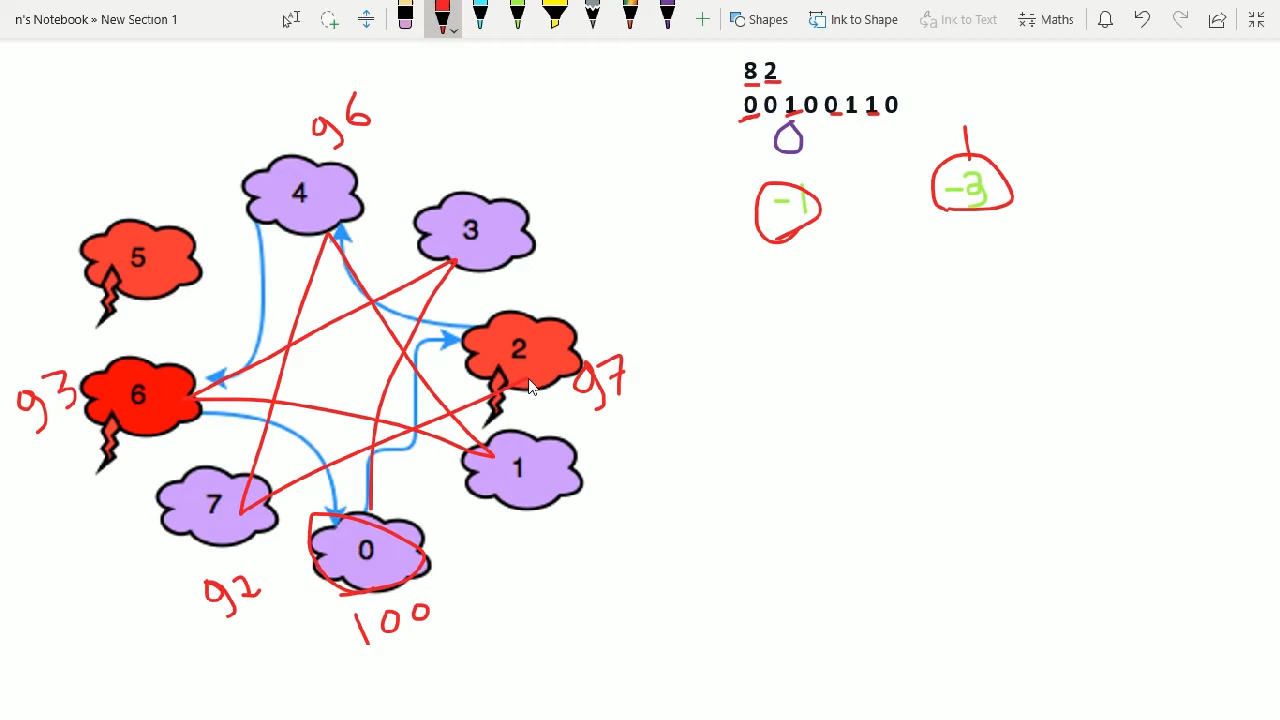 n's Notebook » New Section 1
Shapes
Ink to Shape
Ink to Text
Maths
8 2
0 0 1 0 0 1 1 0
-1
1
-3
96
4
3
5
2
97
6
93
1
7
0
92
100